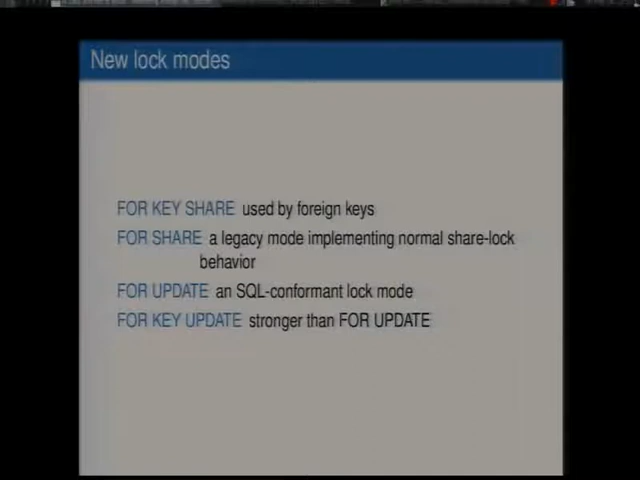 New lock modes
FOR KEY SHARE used by foreign keys
FOR SHARE a legacy mode implementing normal share-lock
behavior
FOR UPDATE an SQL-conformant lock mode
FOR KEY UPDATE stronger than FOR UPDATE